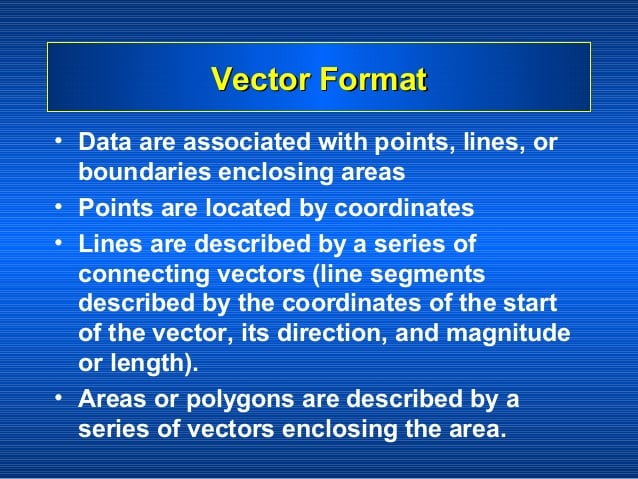 Vector Format
• Data are associated with points, lines, or
boundaries enclosing areas
• Points are located by coordinates
• Lines are described by a series of
connecting vectors (line segments
described by the coordinates of the start
of the vector, its direction, and magnitude
or length).
• Areas or polygons are described by a
series of vectors enclosing the area.